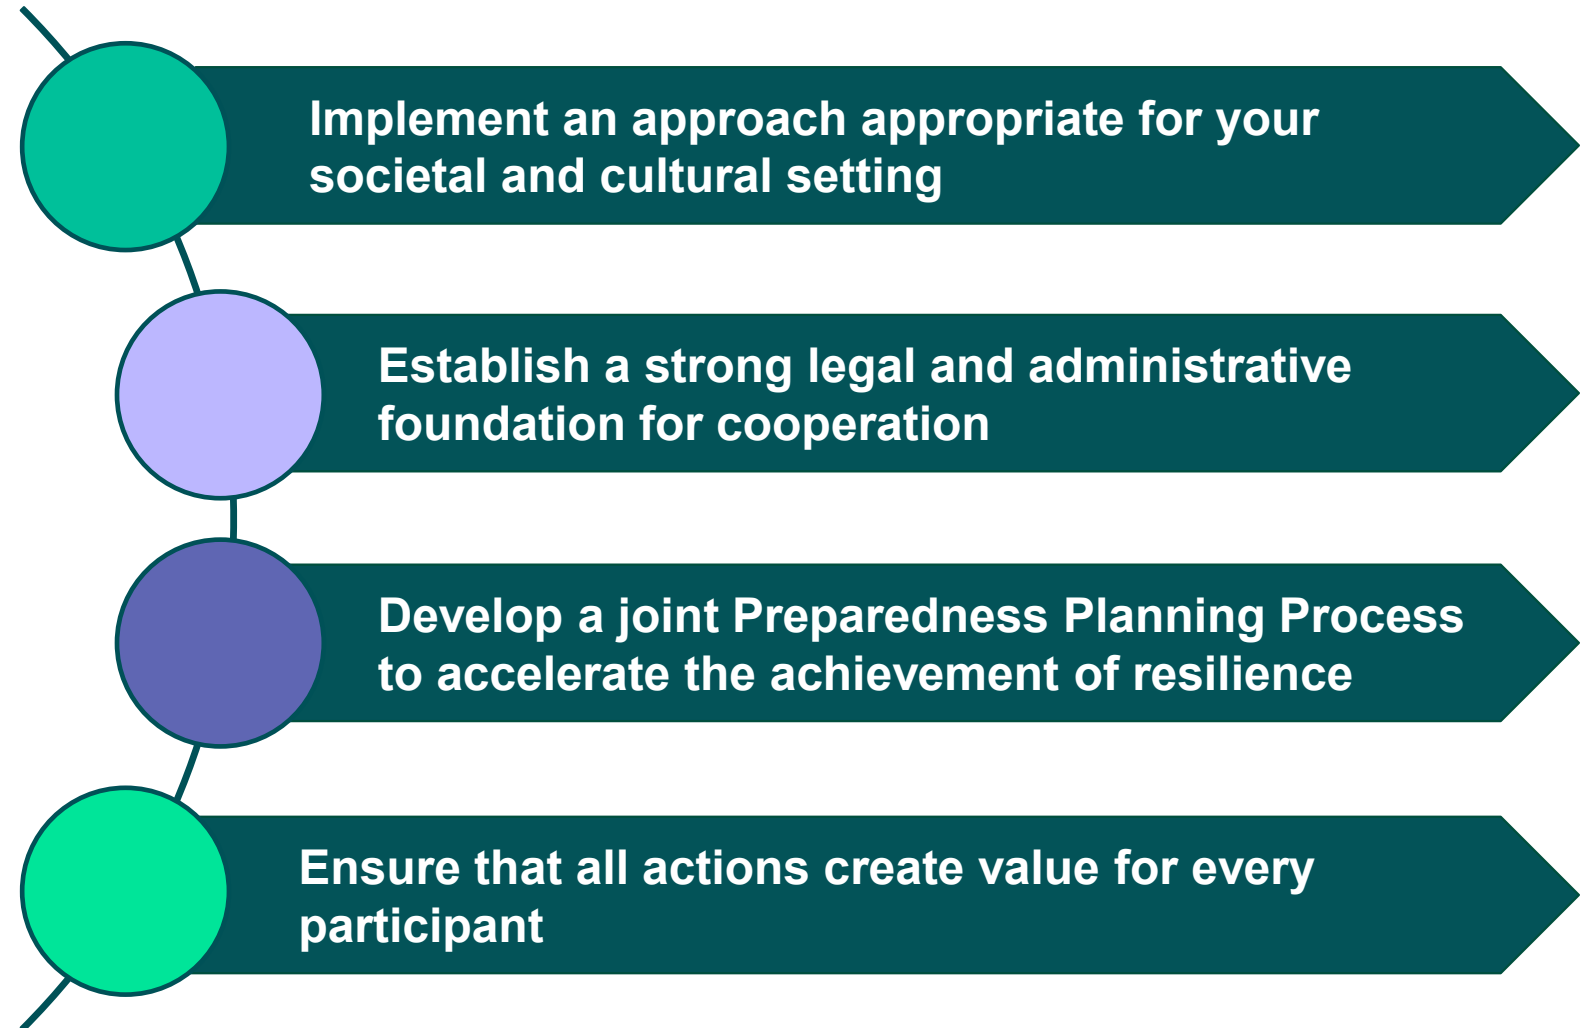 Implement an approach appropriate for your
societal and cultural setting
Establish a strong legal and administrative
foundation for cooperation
Develop a joint Preparedness Planning Process
to accelerate the achievement of resilience
Ensure that all actions create value for every
participant